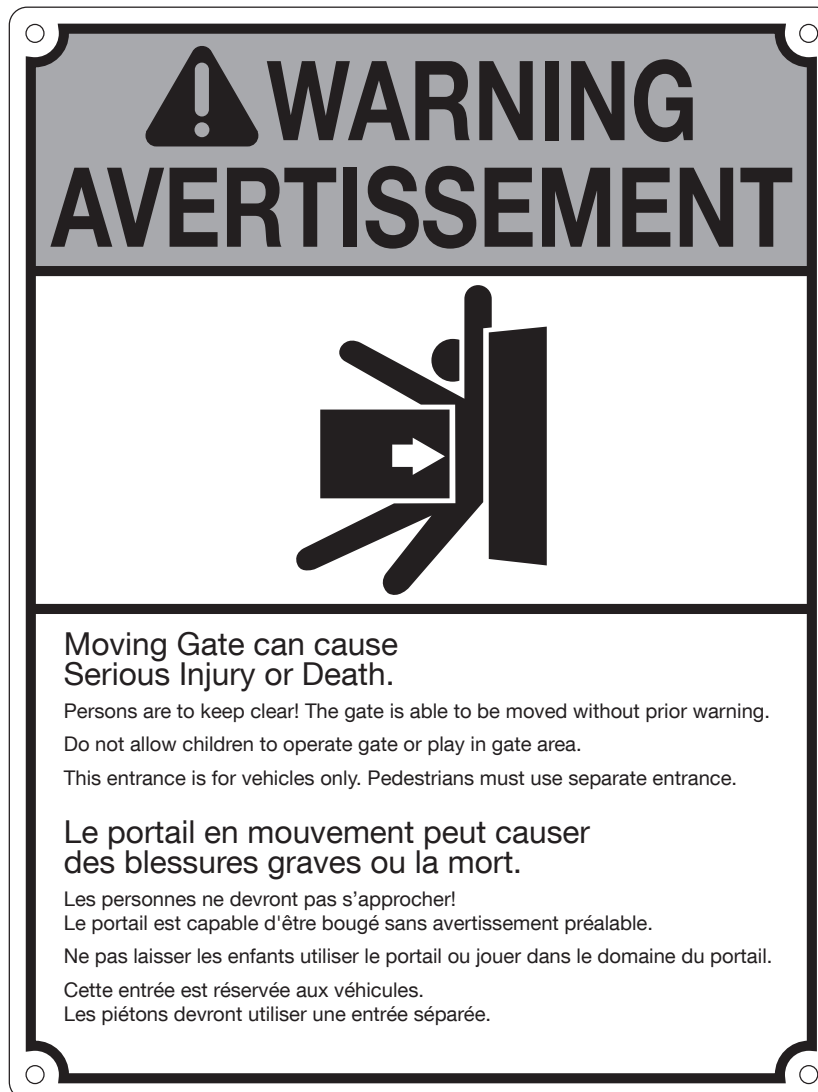 WARNING
AVERTISSEMENT
Moving Gate can cause
Serious Injury or Death.
Persons are to keep clear! The gate is able to be moved without prior warning.
Do not allow children to operate gate or play in gate area.
This entrance is for vehicles only. Pedestrians must use separate entrance.
Le portail en mouvement peut causer
des blessures graves ou la mort.
Les personnes ne devront pas s’approcher!
Le portail est capable d'être bougé sans avertissement préalable.
Ne pas laisser les enfants utiliser le portail ou jouer dans le domaine du portail.
Cette entrée est réservée aux véhicules.
Les piétons devront utiliser une entrée séparée.